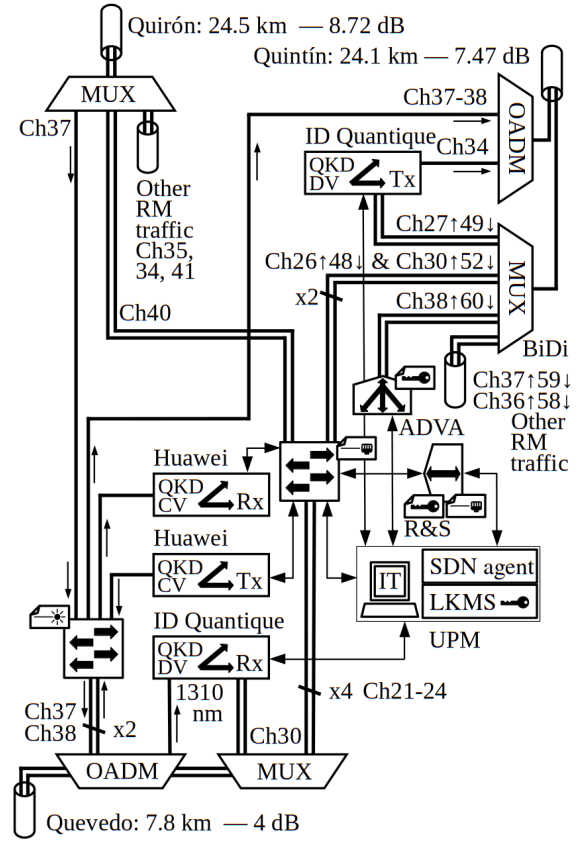 Quirón: 24.5 km — 8.72 dB
Quintín: 24.1 km — 7.47 dB
MUX
Ch37
Other
RM
traffic
Ch35,
34, 41
Ch37-38
OADM
ID Quantique
Ch34
QKD
DV
Tx
Ch27↑49↓
Ch26↑48↓ & Ch30↑52↓
x2
MUX
Ch38↑60↓
Ch40
BiDi
Ch37↑59↓
Ch36↑58↓
Other
RM
traffic
ADVA
Huawei
QKD
CV
Rx
R&S
Huawei
QKD
CV
Tx
IT
SDN agent
LKMS
UPM
ID Quantique
QKD
DV
Rx
1310
nm
x4 Ch21-24
Ch37
Ch38
x2
Ch30
OADM
MUX
Quevedo: 7.8 km — 4 dB